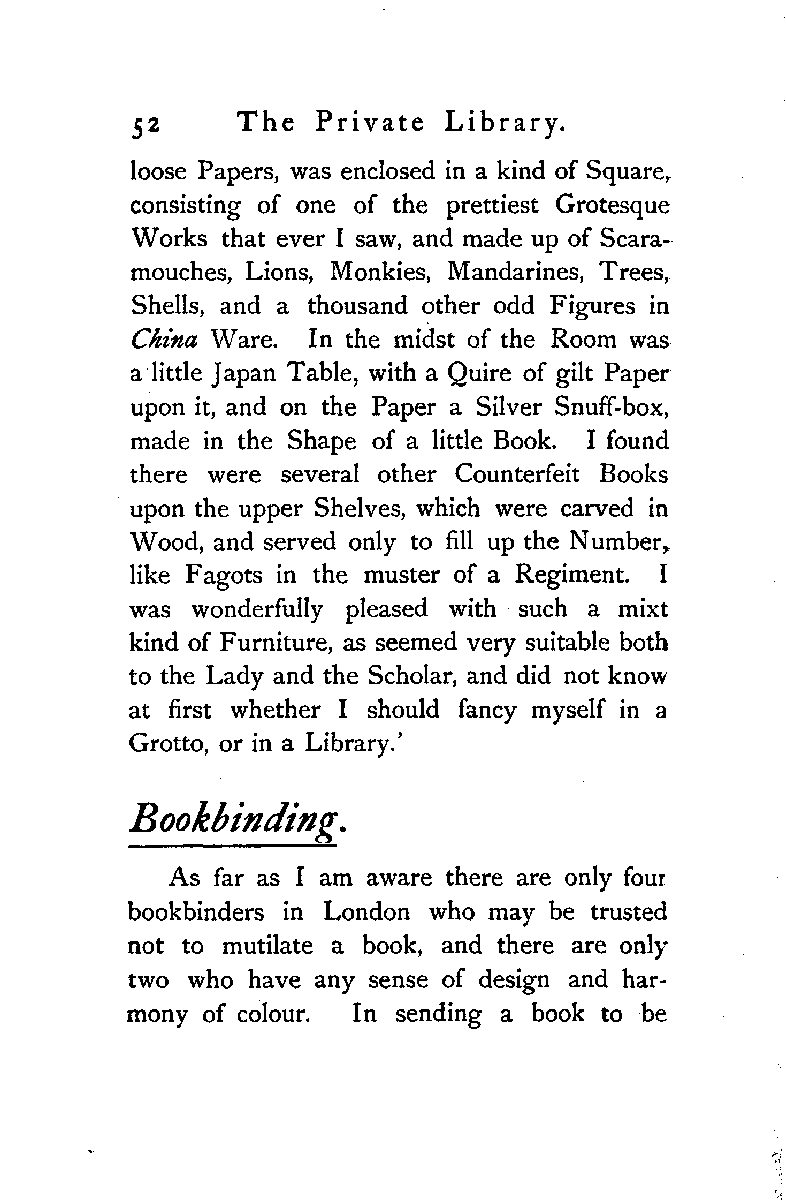 52 The Private Library.
loose Papers, was enclosed in a kind of Square,
consisting of one of the prettiest Grotesque
Works that ever I saw, and made up of Scara-
mouches, Lions, Monkies, Mandarines, Trees,
Shells, and a thousand other odd Figures in
China Ware. In the midst of the Room was
a little Japan Table, with a Quire of gilt Paper
upon it, and on the Paper a Silver Snuff-box,
made in the Shape of a little Book. I found
there were several other Counterfeit Books
upon the upper Shelves, which were carved in
Wood, and served only to fill up the Number,
like Fagots in the muster of a Regiment. I
was wonderfully pleased with such a mixt
kind of Furniture, as seemed very suitable both
to the Lady and the Scholar, and did not know
at first whether I should fancy myself in a
Grotto, or in a Library.’
Bookbinding.
As far as I am aware there are only four
bookbinders in London who may be trusted
not to mutilate a book, and there are only
two who have any sense of design and har-
mony of colour. In sending a book to be